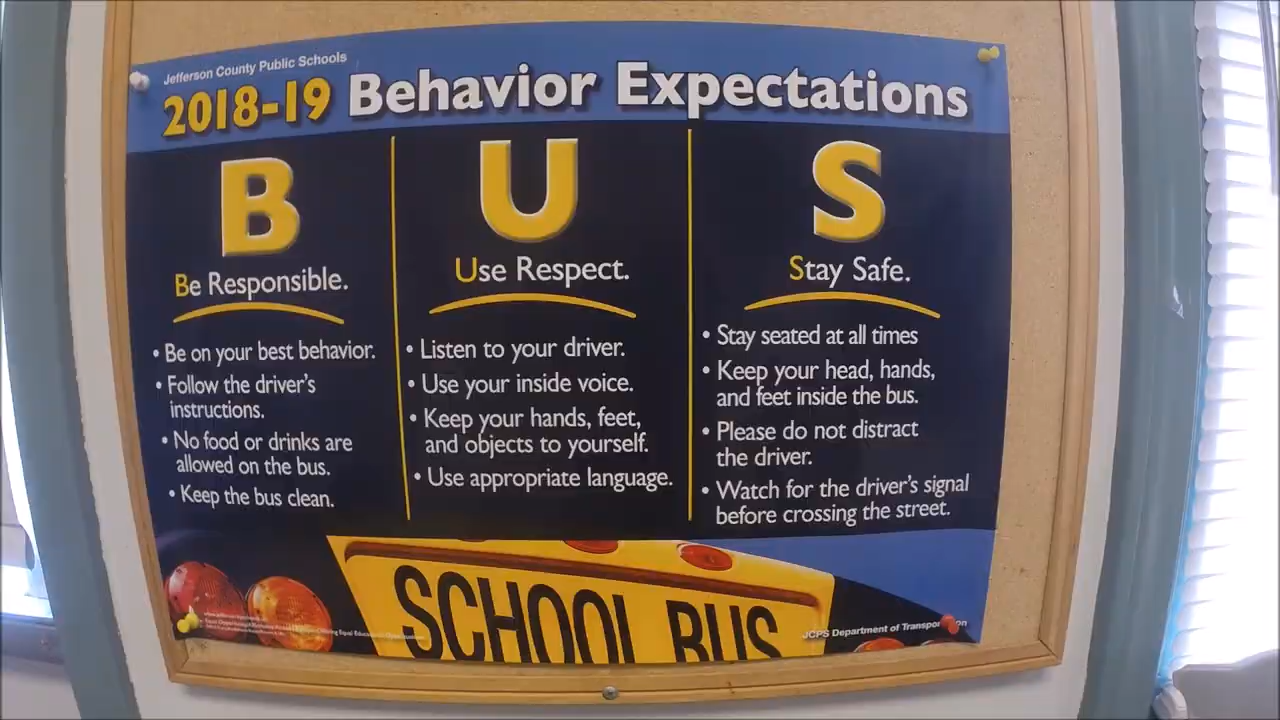 Jefferson County Public Schools
2018-19 Behavior Expectations
B
Be Responsible.
• Be on your best behavior.
• Follow the driver's
instructions.
• No food or drinks are
allowed on the bus.
• Keep the bus clean.
U
Use Respect.
• Listen to your driver.
• Use your inside voice.
• Keep your hands, feet,
and objects to yourself.
• Use appropriate language.
S
Stay Safe.
• Stay seated at all times
• Keep your head, hands,
and feet inside the bus.
• Please do not distract
the driver.
• Watch for the driver's signal
before crossing the street.
SCHOOL BUS
JCPS Department of